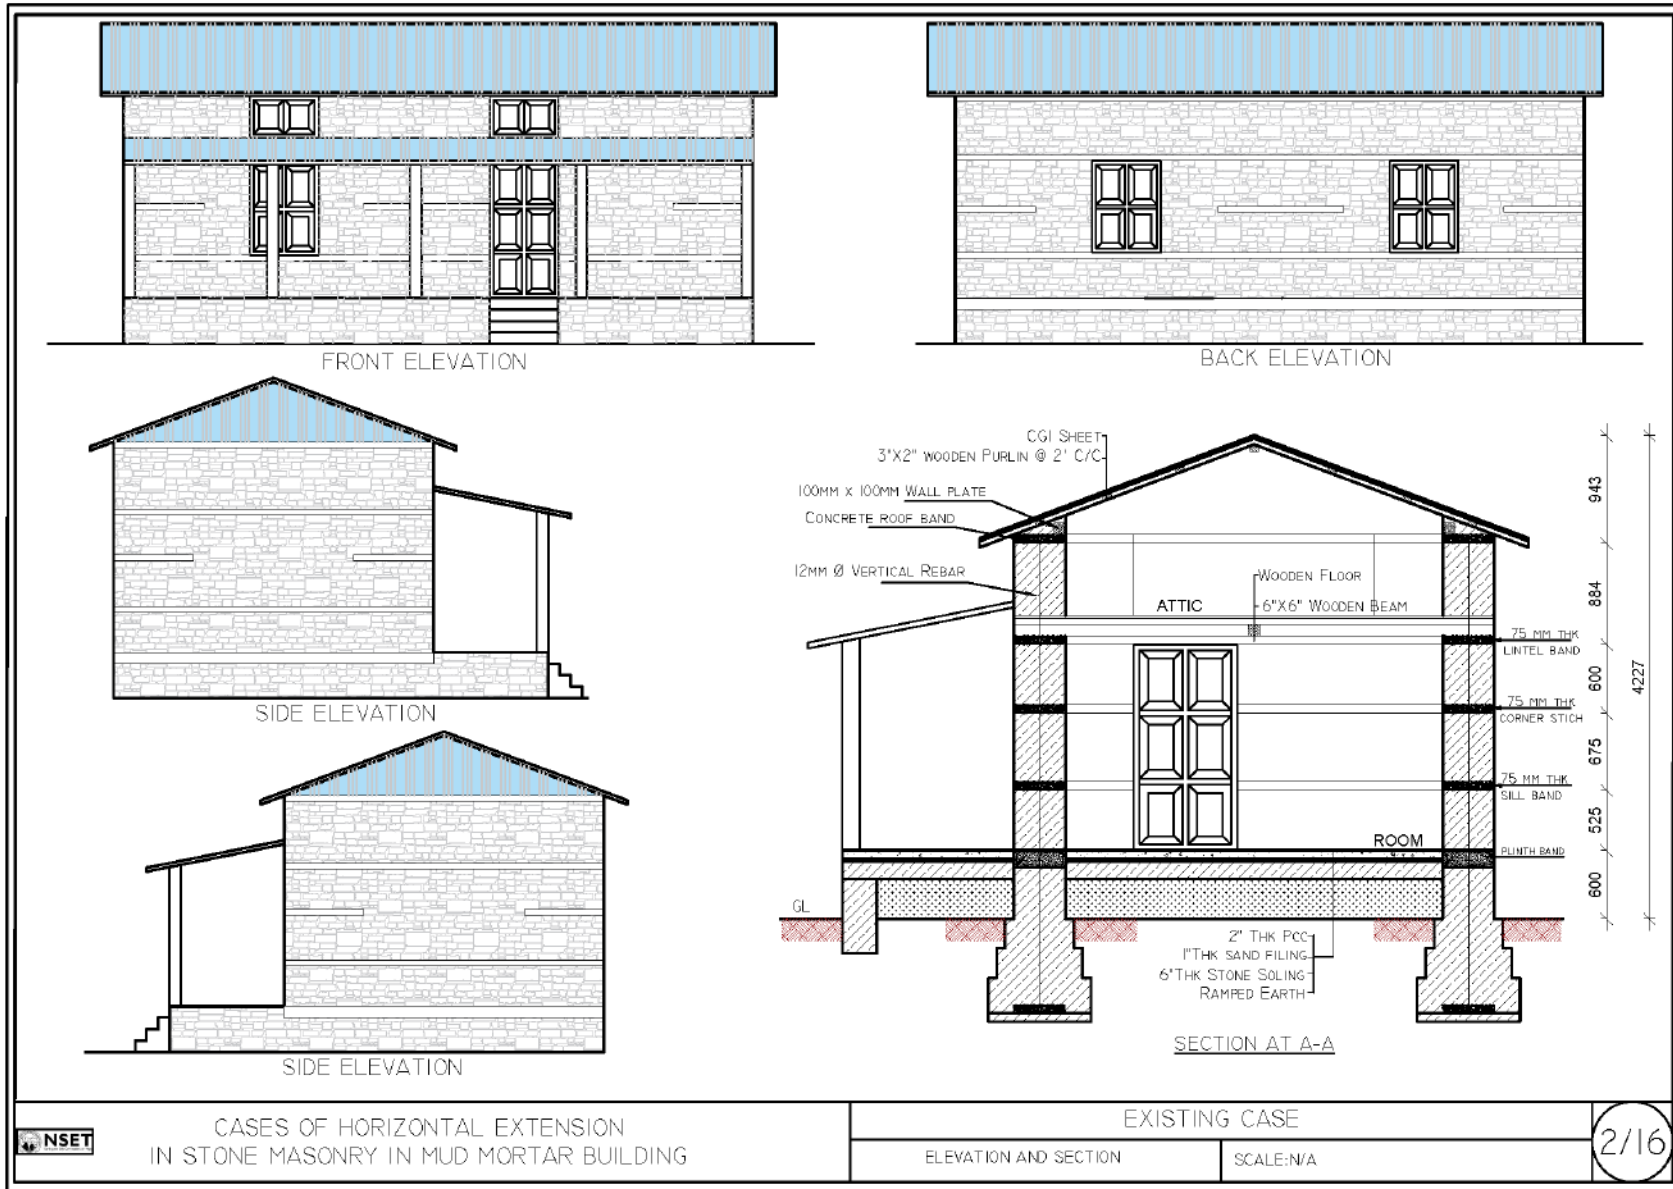 FRONT ELEVATION
BACK ELEVATION
SIDE ELEVATION
SIDE ELEVATION
CGI SHEET
3"X2" WOODEN PURLIN @ 2' C/C
100MM X 100MM WALL PLATE
CONCRETE ROOF BAND
12MM Ø VERTICAL REBAR
WOODEN FLOOR
6"X6" WOODEN BEAM
ATTIC
ROOM
75 MM THK
LINTEL BAND
75 MM THK
CORNER STICH
75 MM THK
SILL BAND
PLINTH BAND
943
884
600
675
525
600
4227
GL
2" THK PCC
1"THK SAND FILING
6"THK STONE SOLING
RAMPED EARTH
SECTION AT A-A
NSET
CASES OF HORIZONTAL EXTENSION
IN STONE MASONRY IN MUD MORTAR BUILDING
EXISTING CASE
ELEVATION AND SECTION
SCALE:N/A
2/16